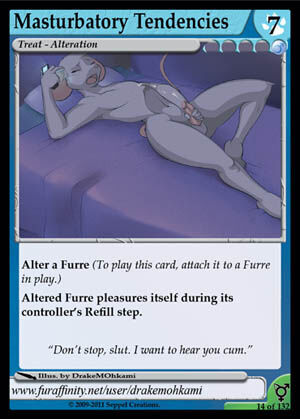 Masturbatory Tendencies 7
Treat - Alteration
Alter a Furre (To play this card, attach it to a Furre
in play.)
Altered Furre pleasures itself during its
controller's Refill step.
"Don't stop, slut. I want to hear you cum."
Illus. by DrakeMOhkami
www.furaffinity.net/user/drakemohkami
© 2009-2011 Seppel Creations.
14 of 132